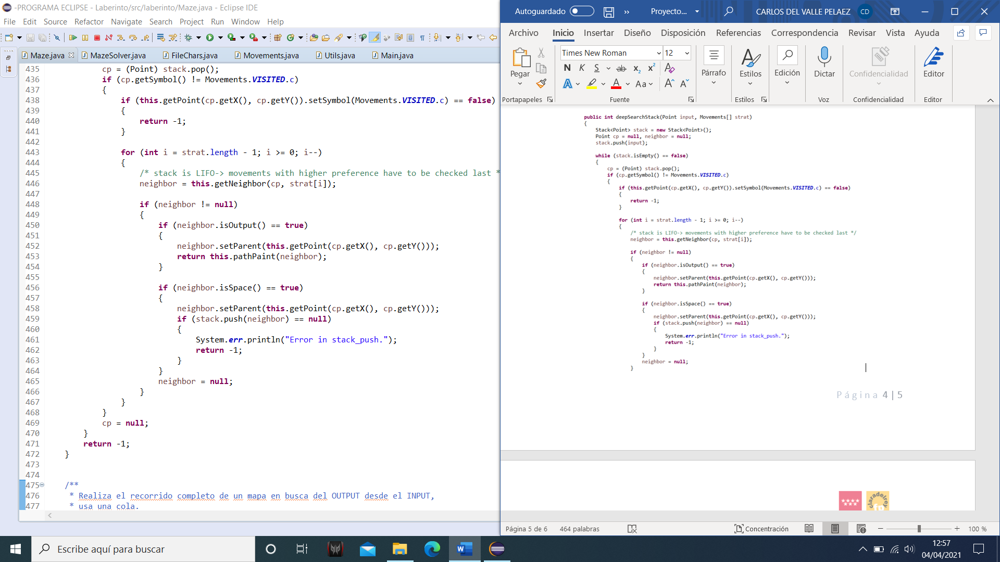 -PROGRAMA ECLIPSE - Laberinto/src/laberinto/Maze.java - Eclipse IDE
File Edit Source Refactor Navigate Search Project Run Window Help
Maze.java MazeSolver.java FileChars.java Movements.java Utils.java Main.java
435 cp = (Point) stack.pop();
436 if (cp.getSymbol() != Movements.VISITED.c)
437 {
438 if (this.getPoint(cp.getX(), cp.getY()).setSymbol(Movements.VISITED.c) == false)
439 {
440 return -1;
441 }
442
443 for (int i = strat.length - 1; i >= 0; i--)
444 {
445 /* stack is LIFO-> movements with higher preference have to be checked last *
446 neighbor = this.getNeighbor(cp, strat[i]);
447
448 if (neighbor != null)
449 {
450 if (neighbor.isOutput() == true)
451 {
452 neighbor.setParent(this.getPoint(cp.getX(), cp.getY()));
453 return this.pathPaint(neighbor);
454 }
455
456 if (neighbor.isSpace() == true)
457 {
458 neighbor.setParent(this.getPoint(cp.getX(), cp.getY()));
459 if (stack.push(neighbor) == null)
460 {
461 System.err.println("Error in stack_push.");
462 return -1;
463 }
464 }
465 neighbor = null;
466 }
467 }
468 }
469 cp = null;
470 }
471 return -1;
472 }
473
474
475 /**
476 * Realiza el recorrido completo de un mapa en busca del OUTPUT desde el INPUT,
477 * usa una cola.
Autoguardado » Proyecto... CARLOS DEL VALLE PELAEZ CD
Archivo Inicio Insertar Diseño Disposición Referencias Correspondencia Revisar Vista Ayuda
Times New Roman 12
N K S ab x₂ x²
A A Aa A A
Pegar Párrafo Estilos Edición Dictar Confidencialidad Editor
Portapapeles Fuente Estilos Voz Confidencialidad Editor
public int deepSearchStack(Point input, Movements[] strat)
{
Stack<Point> stack = new Stack<Point>();
Point cp = null, neighbor = null;
stack.push(input);
while (stack.isEmpty() == false)
{
cp = (Point) stack.pop();
if (cp.getSymbol() != Movements.VISITED.c)
{
if (this.getPoint(cp.getX(), cp.getY()).setSymbol(Movements.VISITED.c) == false)
{
return -1;
}
for (int i = strat.length - 1; i >= 0; i--)
{
/* stack is LIFO-> movements with higher preference have to be checked last */
neighbor = this.getNeighbor(cp, strat[i]);
if (neighbor != null)
{
if (neighbor.isOutput() == true)
{
neighbor.setParent(this.getPoint(cp.getX(), cp.getY()));
return this.pathPaint(neighbor);
}
if (neighbor.isSpace() == true)
{
neighbor.setParent(this.getPoint(cp.getX(), cp.getY()));
if (stack.push(neighbor) == null)
{
System.err.println("Error in stack_push.");
return -1;
}
}
neighbor = null;
}
Página 4 | 5
claradelrey
fp
Página 5 de 6 464 palabras Concentración 100 %
Escribe aquí para buscar
12:57
04/04/2021